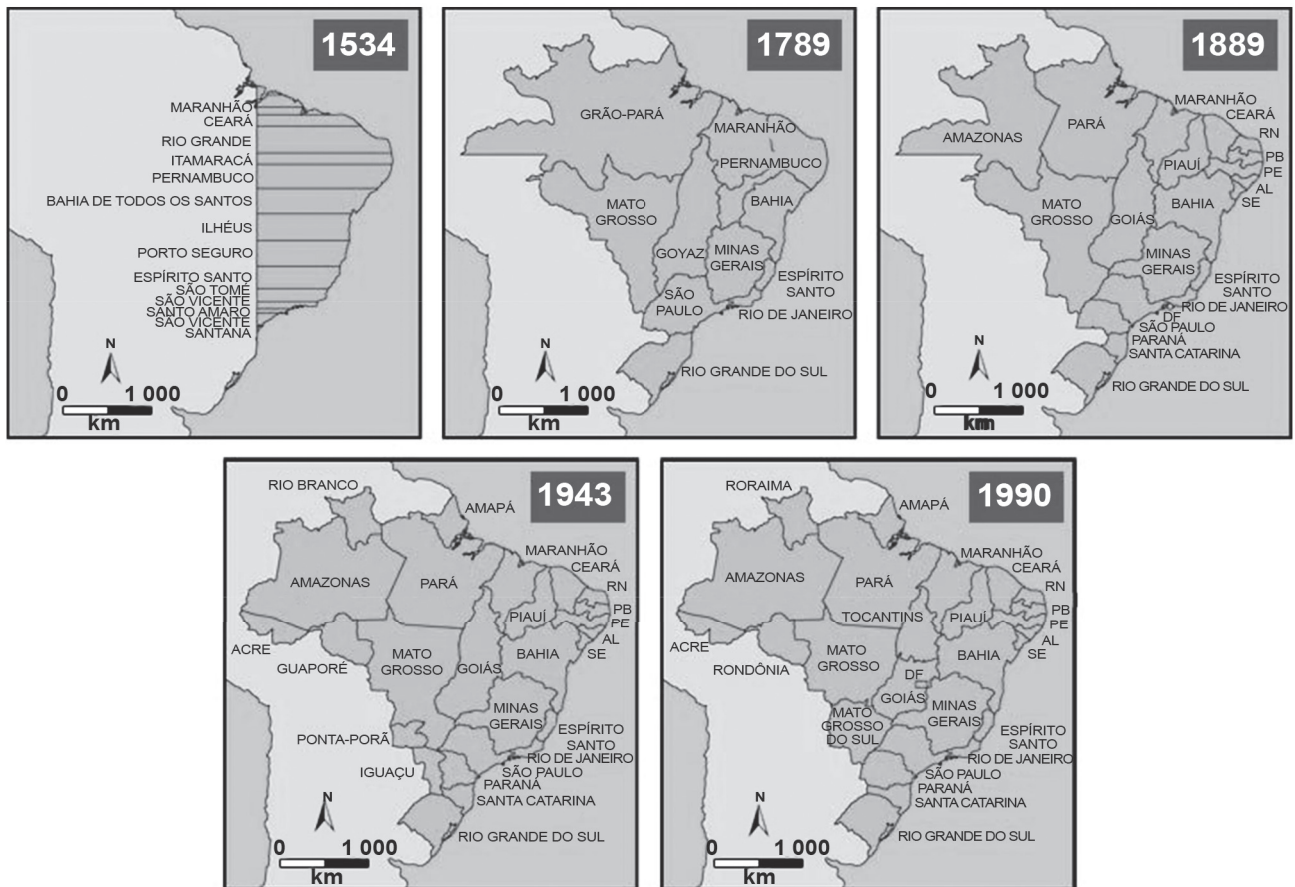 1534
MARANHÃO
CEARÁ
RIO GRANDE
ITAMARACÁ
PERNAMBUCO
BAHIA DE TODOS OS SANTOS
ILHÉUS
PORTO SEGURO
ESPÍRITO SANTO
SÃO TOMÉ
SÃO VICENTE
SANTO AMARO
SÃO VICENTE
SANTANA
N
0 1 000
km
1789
GRÃO-PARÁ
MARANHÃO
PERNAMBUCO
MATO
GROSSO
BAHIA
GOYAZ
MINAS
GERAIS
ESPÍRITO
SANTO
SÃO
PAULO
RIO DE JANEIRO
RIO GRANDE DO SUL
N
0 1 000
km
1889
MARANHÃO
CEARÁ
RN
AMAZONAS
PARÁ
PIAUÍ
PB
PE
AL
SE
MATO
GROSSO
GOIÁS
BAHIA
MINAS
GERAIS
ESPÍRITO
SANTO
RIO DE JANEIRO
DF
SÃO PAULO
PARANÁ
SANTA CATARINA
RIO GRANDE DO SUL
N
0 1 000
km
1943
RIO BRANCO
AMAPÁ
MARANHÃO
CEARÁ
RN
AMAZONAS
PARÁ
PIAUÍ
PB
PE
AL
SE
ACRE
GUAPORÉ
MATO
GROSSO
GOIÁS
BAHIA
MINAS
GERAIS
PONTA-PORÃ
IGUAÇU
ESPÍRITO
SANTO
RIO DE JANEIRO
SÃO PAULO
PARANÁ
SANTA CATARINA
RIO GRANDE DO SUL
N
0 1 000
km
1990
RORAIMA
AMAPÁ
MARANHÃO
CEARÁ
RN
AMAZONAS
PARÁ
TOCANTINS
PIAUÍ
PB
PE
AL
SE
ACRE
RONDÔNIA
MATO
GROSSO
BAHIA
DF
GOIÁS
MINAS
GERAIS
MATO
GROSSO
DO SUL
ESPÍRITO
SANTO
RIO DE JANEIRO
SÃO PAULO
PARANÁ
SANTA CATARINA
RIO GRANDE DO SUL
N
0 1 000
km